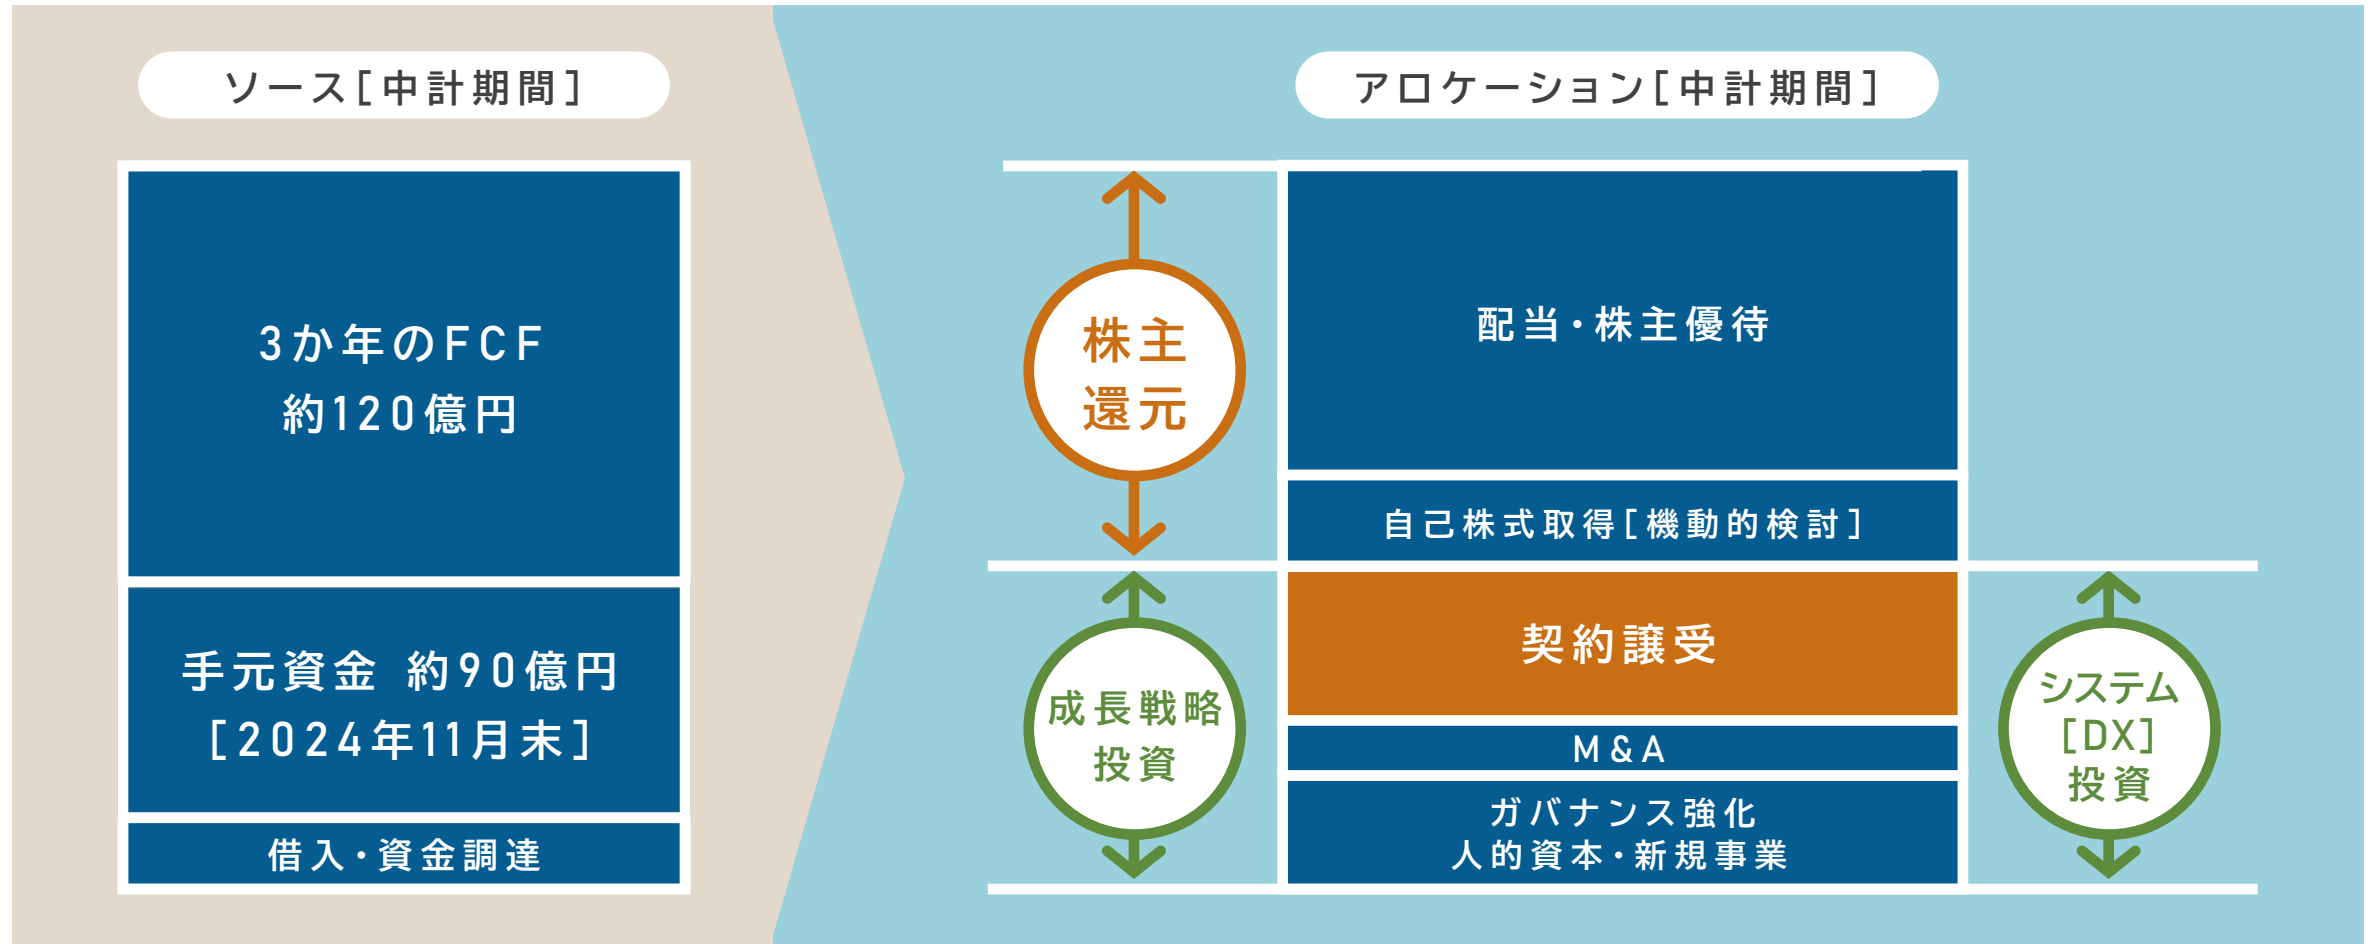 ソース[中計期間]
3か年のFCF
約120億円
手元資金 約90億円
[2024年11月末]
借入・資金調達
アロケーション[中計期間]
株主
還元
配当・株主優待
自己株式取得[機動的検討]
成長戦略
投資
契約譲受
M&A
ガバナンス強化
人的資本・新規事業
システム
[DX]
投資